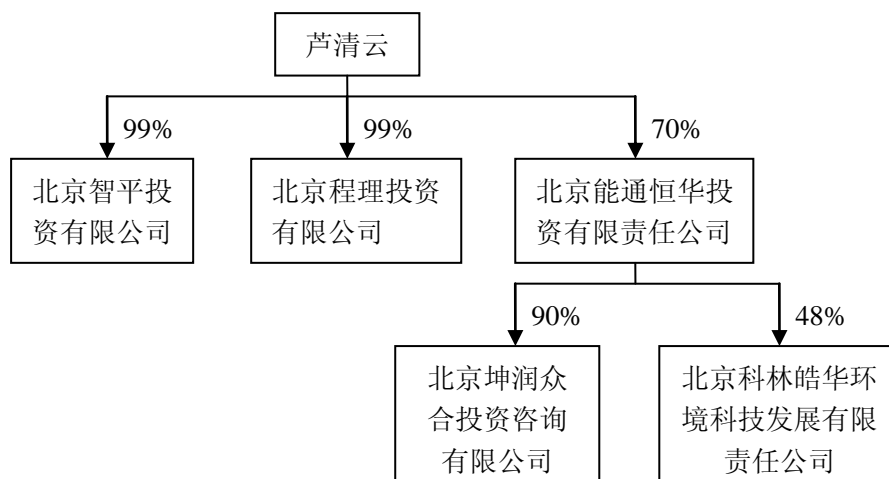 芦清云
99%
99%
70%
北京智平投
资有限公司
北京程理投资
有限公司
北京能通恒华投
资有限责任公司
90%
48%
北京坤润众
合投资咨询
有限公司
北京科林皓华环
境科技发展有限
责任公司